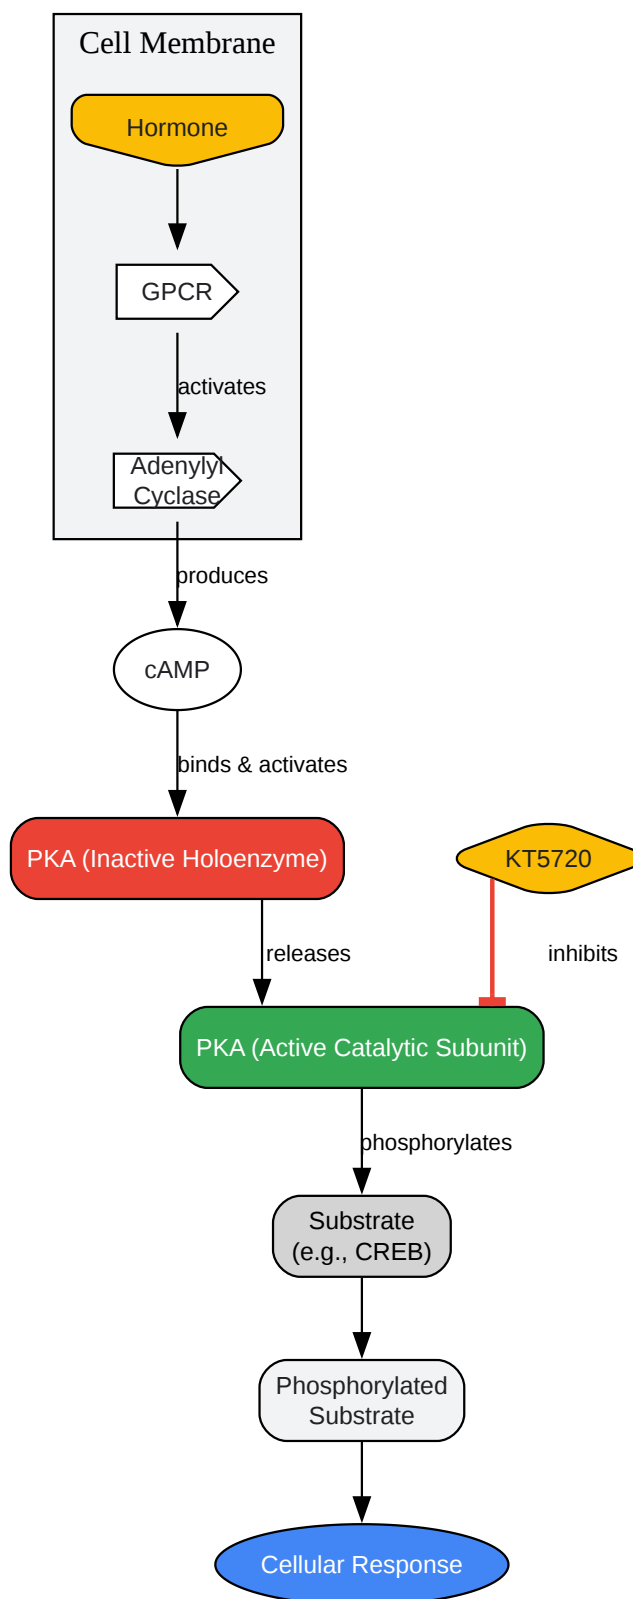 Cell Membrane
Hormone
GPCR
activates
Adenylyl
Cyclase
produces
cAMP
binds & activates
PKA (Inactive Holoenzyme)
KT5720
releases
inhibits
PKA (Active Catalytic Subunit)
phosphorylates
Substrate
(e.g., CREB)
Phosphorylated
Substrate
Cellular Response